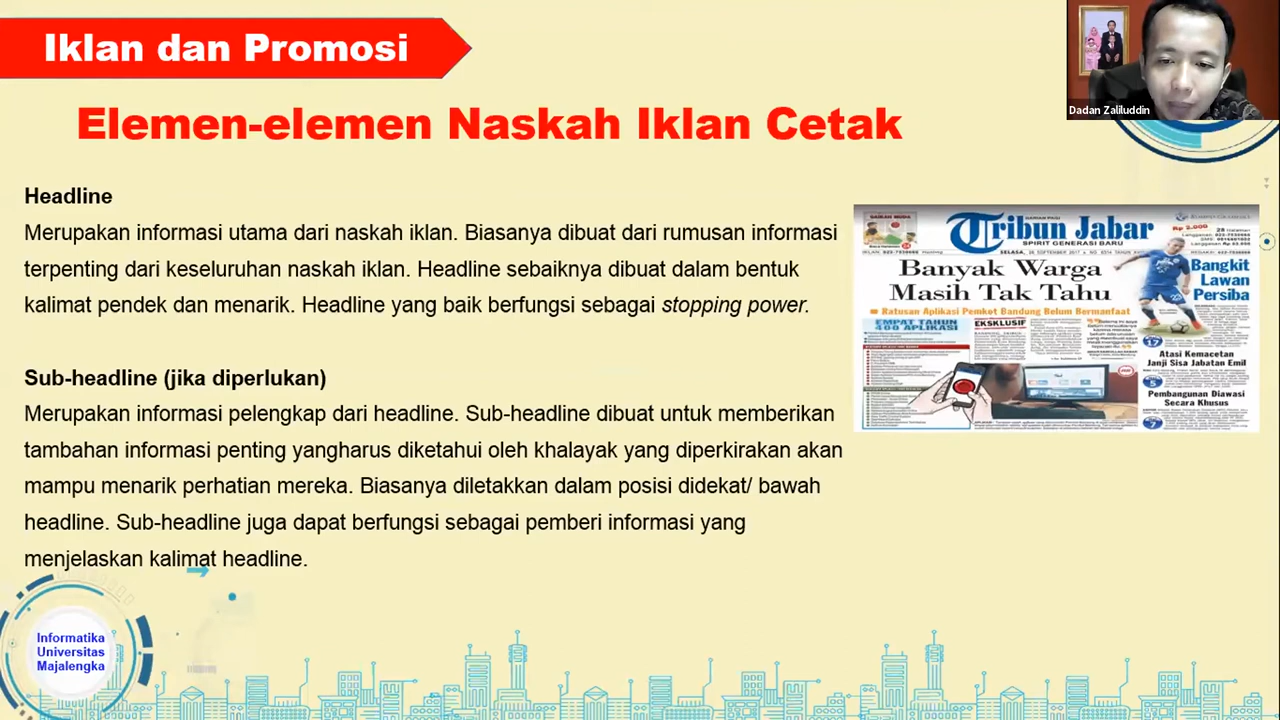 Iklan dan Promosi
Dadan Zaliluddin
Elemen-elemen Naskah Iklan Cetak
Headline
Merupakan informasi utama dari naskah iklan. Biasanya dibuat dari rumusan informasi
terpenting dari keseluruhan naskah iklan. Headline sebaiknya dibuat dalam bentuk
kalimat pendek dan menarik. Headline yang baik berfungsi sebagai stopping power.
Sub-headline (jika diperlukan)
Merupakan informasi pelengkap dari headline. Sub-headline dibuat untuk memberikan
tambahan informasi penting yangharus diketahui oleh khalayak yang diperkirakan akan
mampu menarik perhatian mereka. Biasanya diletakkan dalam posisi didekat/ bawah
headline. Sub-headline juga dapat berfungsi sebagai pemberi informasi yang
menjelaskan kalimat headline.
Tribun Jabar
SPIRIT GENERASI BARU
Banyak Warga
Masih Tak Tahu
Ratusan Aplikasi Pemkot Bandung Belum Bermanfaat
EMPAT TAHUN
400 APLIKASI
EKSKLUSIF
Bangkit
Lawan
Persiba
17
Atasi Kemacetan
Janji Sisa Jabatan Emil
5
Pembangunan Diawasi
Secara Khusus
7
Informatika
Universitas
Majalengka